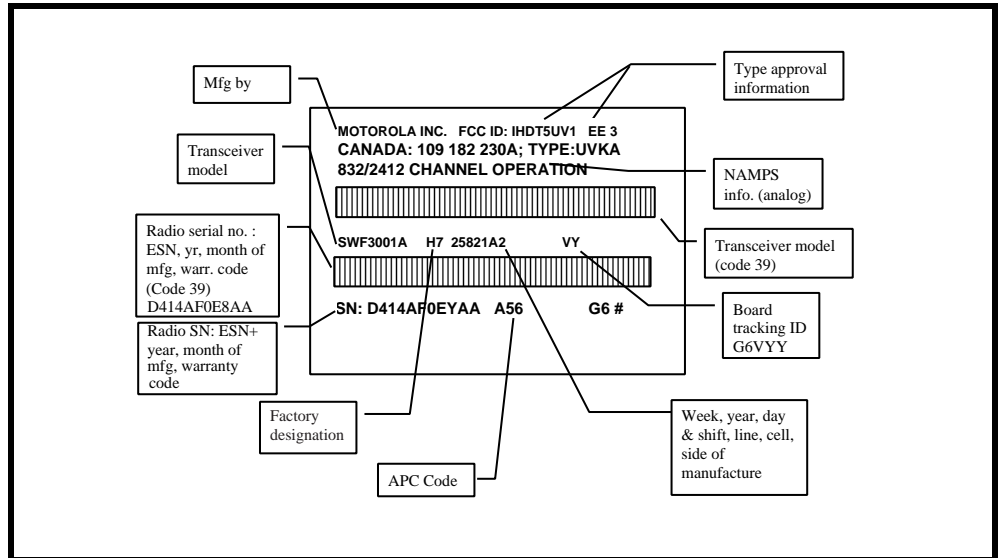 Mfg by
Type approval
information
Transceiver
model
MOTOROLA INC. FCC ID: IHDT5UV1 EE 3
CANADA: 109 182 230A; TYPE:UVKA
832/2412 CHANNEL OPERATION
NAMPS
info. (analog)
Radio serial no. :
ESN, yr, month of
mfg, warr. code
(Code 39)
D414AF0E8AA
SWF3001A H7 25821A2 VY
Transceiver model
(code 39)
SN: D414AF0EYAA A56 G6 #
Radio SN: ESN+
year, month of
mfg, warranty
code
Board
tracking ID
G6VYY
Factory
designation
APC Code
Week, year, day
& shift, line, cell,
side of
manufacture